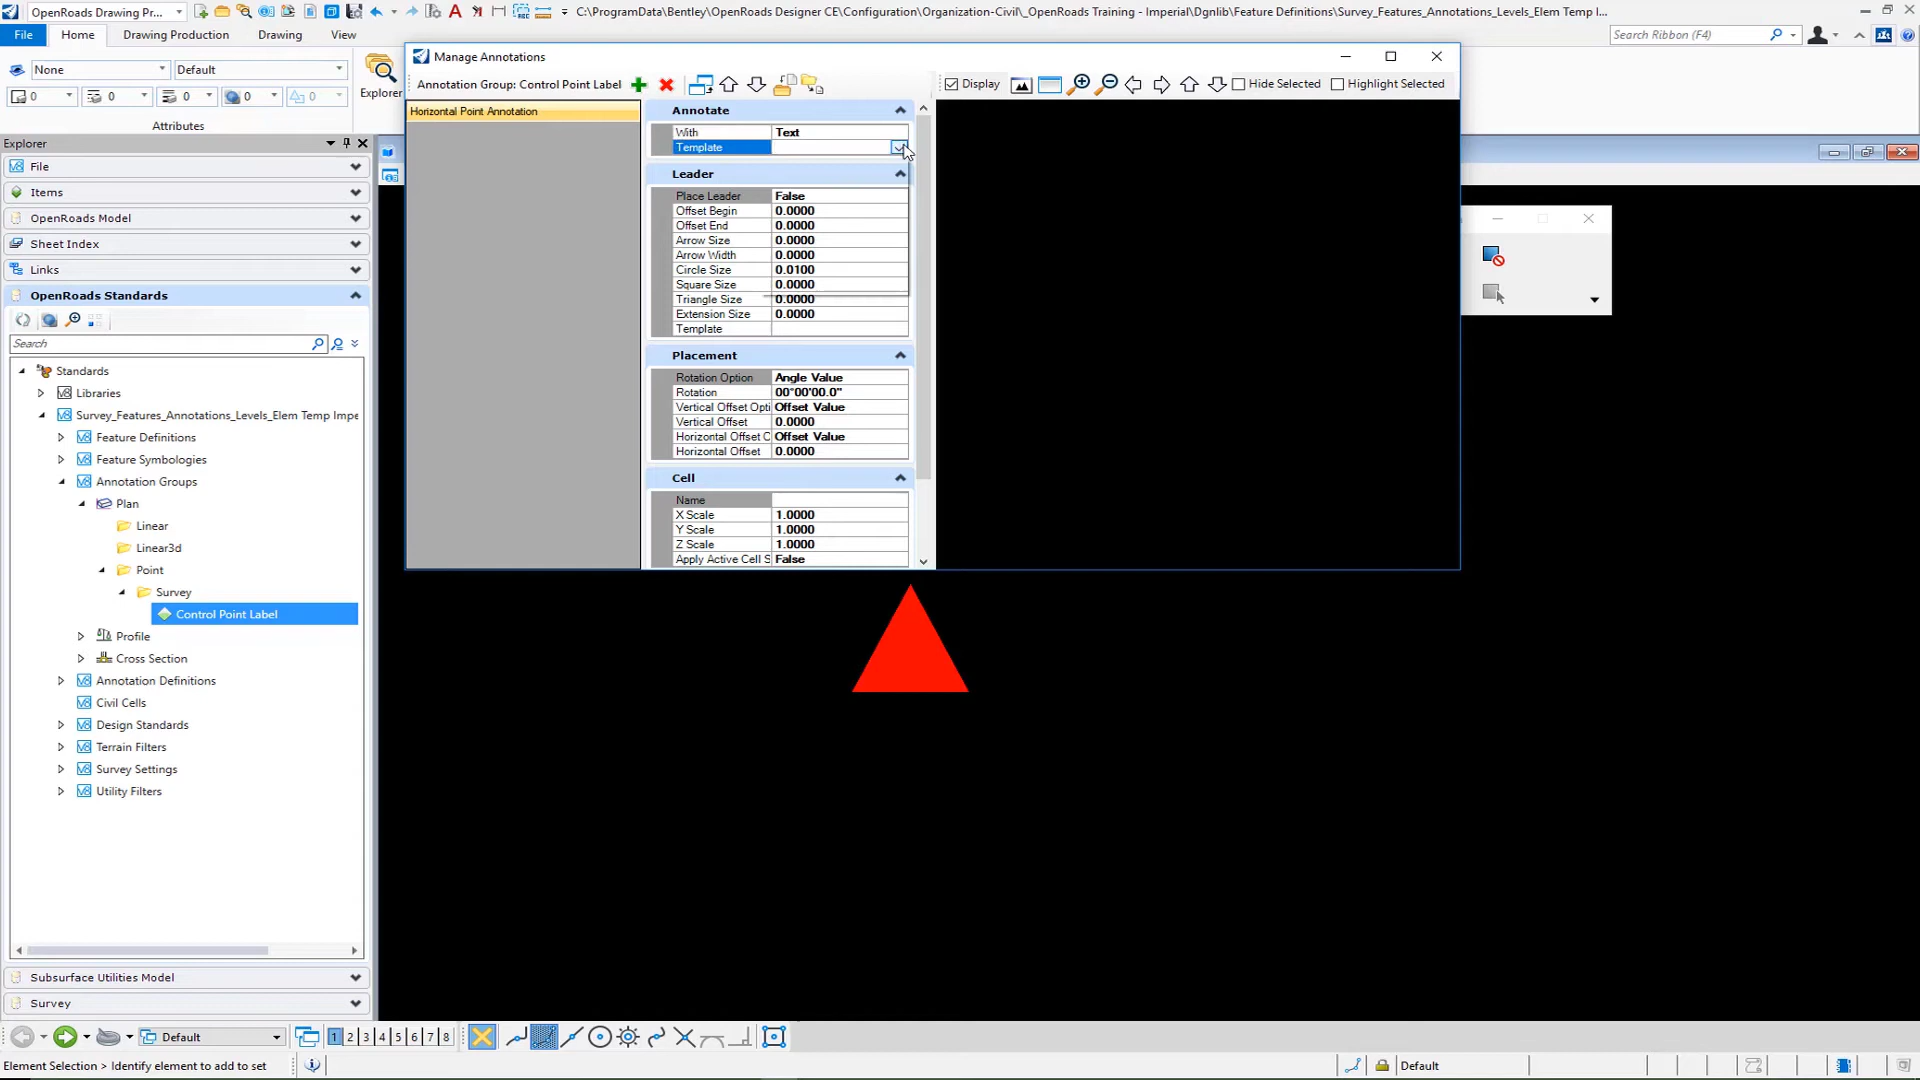 OpenRoads Drawing Pr...
C:\ProgramData\Bentley\OpenRoads Designer CE\Configuration\Organization-Civil\_OpenRoads Training - Imperial\Dgnlib\Feature Definitions\Survey_Features_Annotations_Levels_Elem Temp I...
File
Home
Drawing Production
Drawing
View
Search Ribbon (F4)
None
Default
0
0
0
0
0
Explorer
Attributes
Manage Annotations
Annotation Group: Control Point Label
Display
Hide Selected
Highlight Selected
Horizontal Point Annotation
Annotate
With Text
Template
Leader
Place Leader False
Offset Begin 0.0000
Offset End 0.0000
Arrow Size 0.0000
Arrow Width 0.0000
Circle Size 0.0100
Square Size 0.0000
Triangle Size 0.0000
Extension Size 0.0000
Template
Placement
Rotation Option Angle Value
Rotation 00°00'00.0"
Vertical Offset Opti Offset Value
Vertical Offset 0.0000
Horizontal Offset O Offset Value
Horizontal Offset 0.0000
Cell
Name
X Scale 1.0000
Y Scale 1.0000
Z Scale 1.0000
Apply Active Cell S False
Explorer
File
Items
OpenRoads Model
Sheet Index
Links
OpenRoads Standards
Search
Standards
Libraries
Survey_Features_Annotations_Levels_Elem Temp Impe
Feature Definitions
Feature Symbologies
Annotation Groups
Plan
Linear
Linear3d
Point
Survey
Control Point Label
Profile
Cross Section
Annotation Definitions
Civil Cells
Design Standards
Terrain Filters
Survey Settings
Utility Filters
Subsurface Utilities Model
Survey
Default
1 2 3 4 5 6 7 8
Element Selection > Identify element to add to set
Default